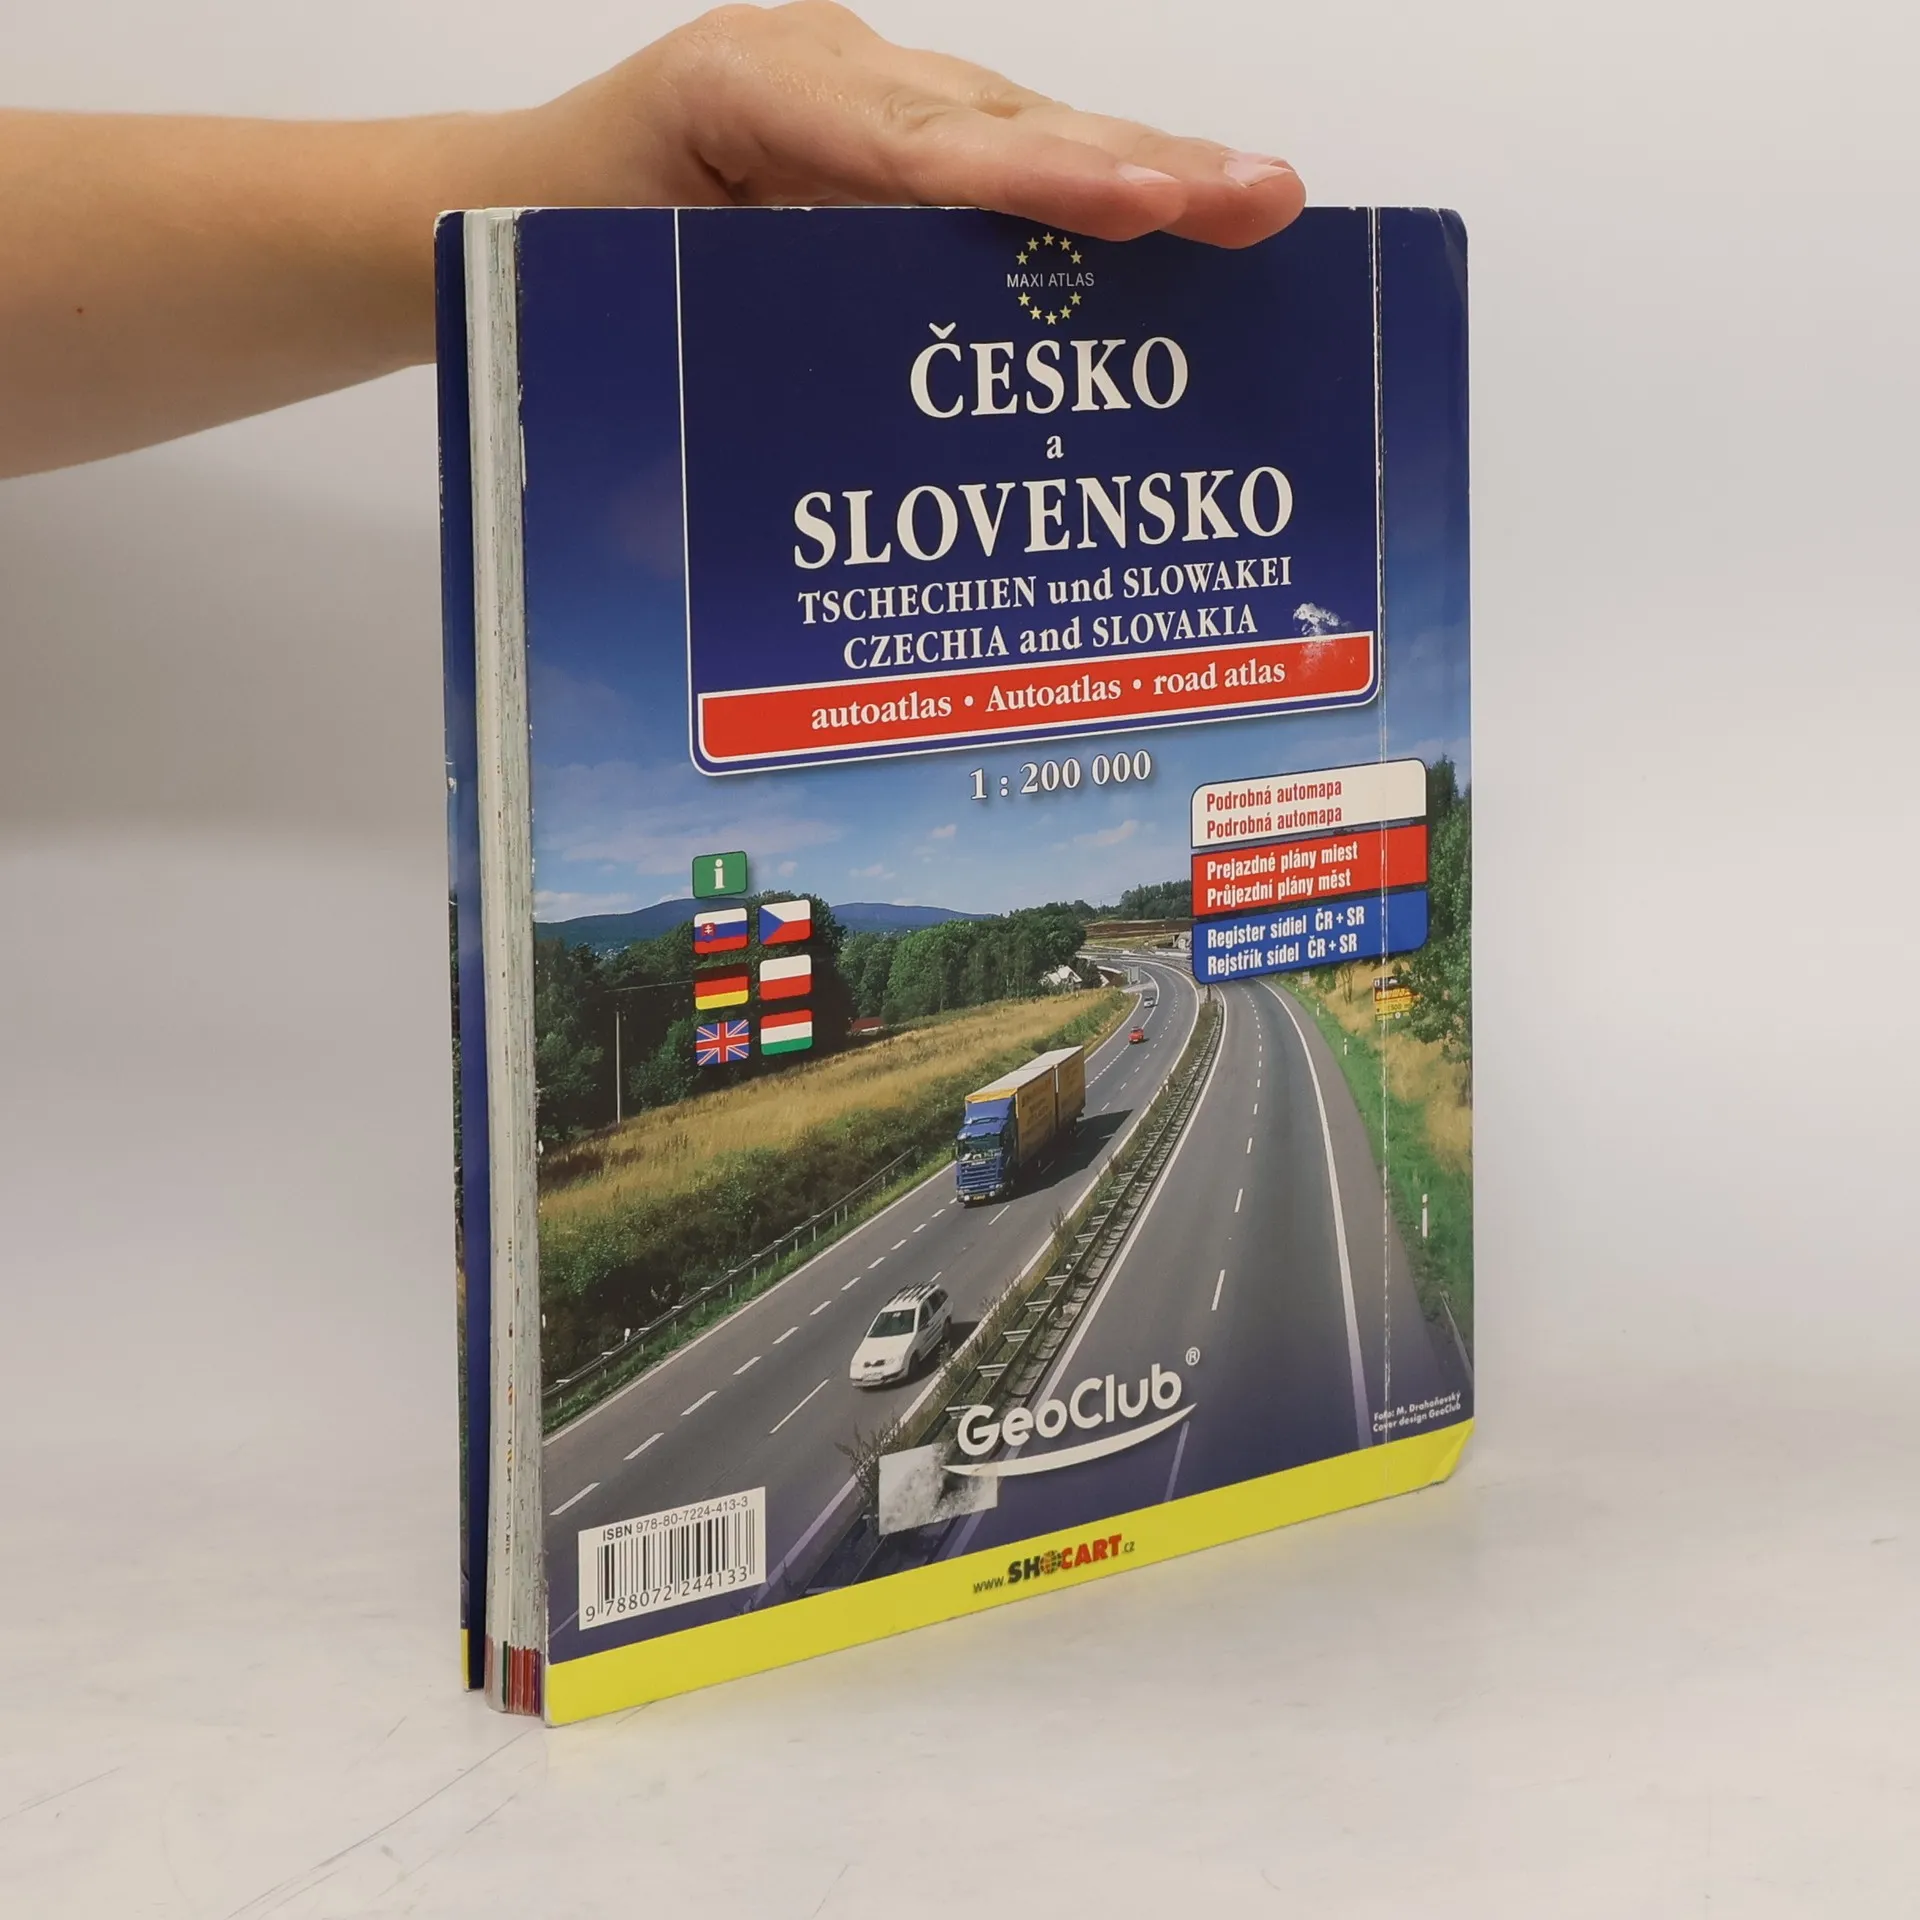 MAXI ATLAS
ČESKO
a
SLOVENSKO
TSCHECHIEN und SLOWAKEI
CZECHIA and SLOVAKIA
autoatlas • Autoatlas • road atlas
1 : 200 000
Podrobná automapa
Podrobná automapa
Prejazdné plány miest
Průjezdní plány měst
Register sídiel ČR + SR
Rejstřík sídel ČR + SR
i
GeoClub®
Foto: M. Drahoňovský
Cover design GeoClub
ISBN 978-80-7224-413-3
9 788072 244133
www.SHOCART.cz